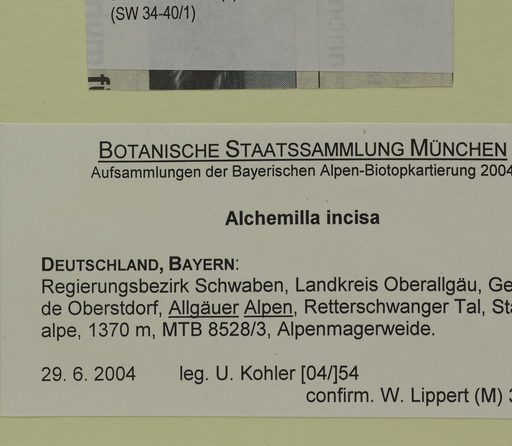 (SW 34-40/1)
BOTANISCHE STAATSSAMMLUNG MÜNCHEN
Aufsammlungen der Bayerischen Alpen-Biotopkartierung 2004
Alchemilla incisa
DEUTSCHLAND, BAYERN:
Regierungsbezirk Schwaben, Landkreis Oberallgäu, Ge
de Oberstdorf, Allgäuer Alpen, Retterschwanger Tal, Sta
alpe, 1370 m, MTB 8528/3, Alpenmagerweide.
29. 6. 2004 leg. U. Kohler [04/]54
confirm. W. Lippert (M)